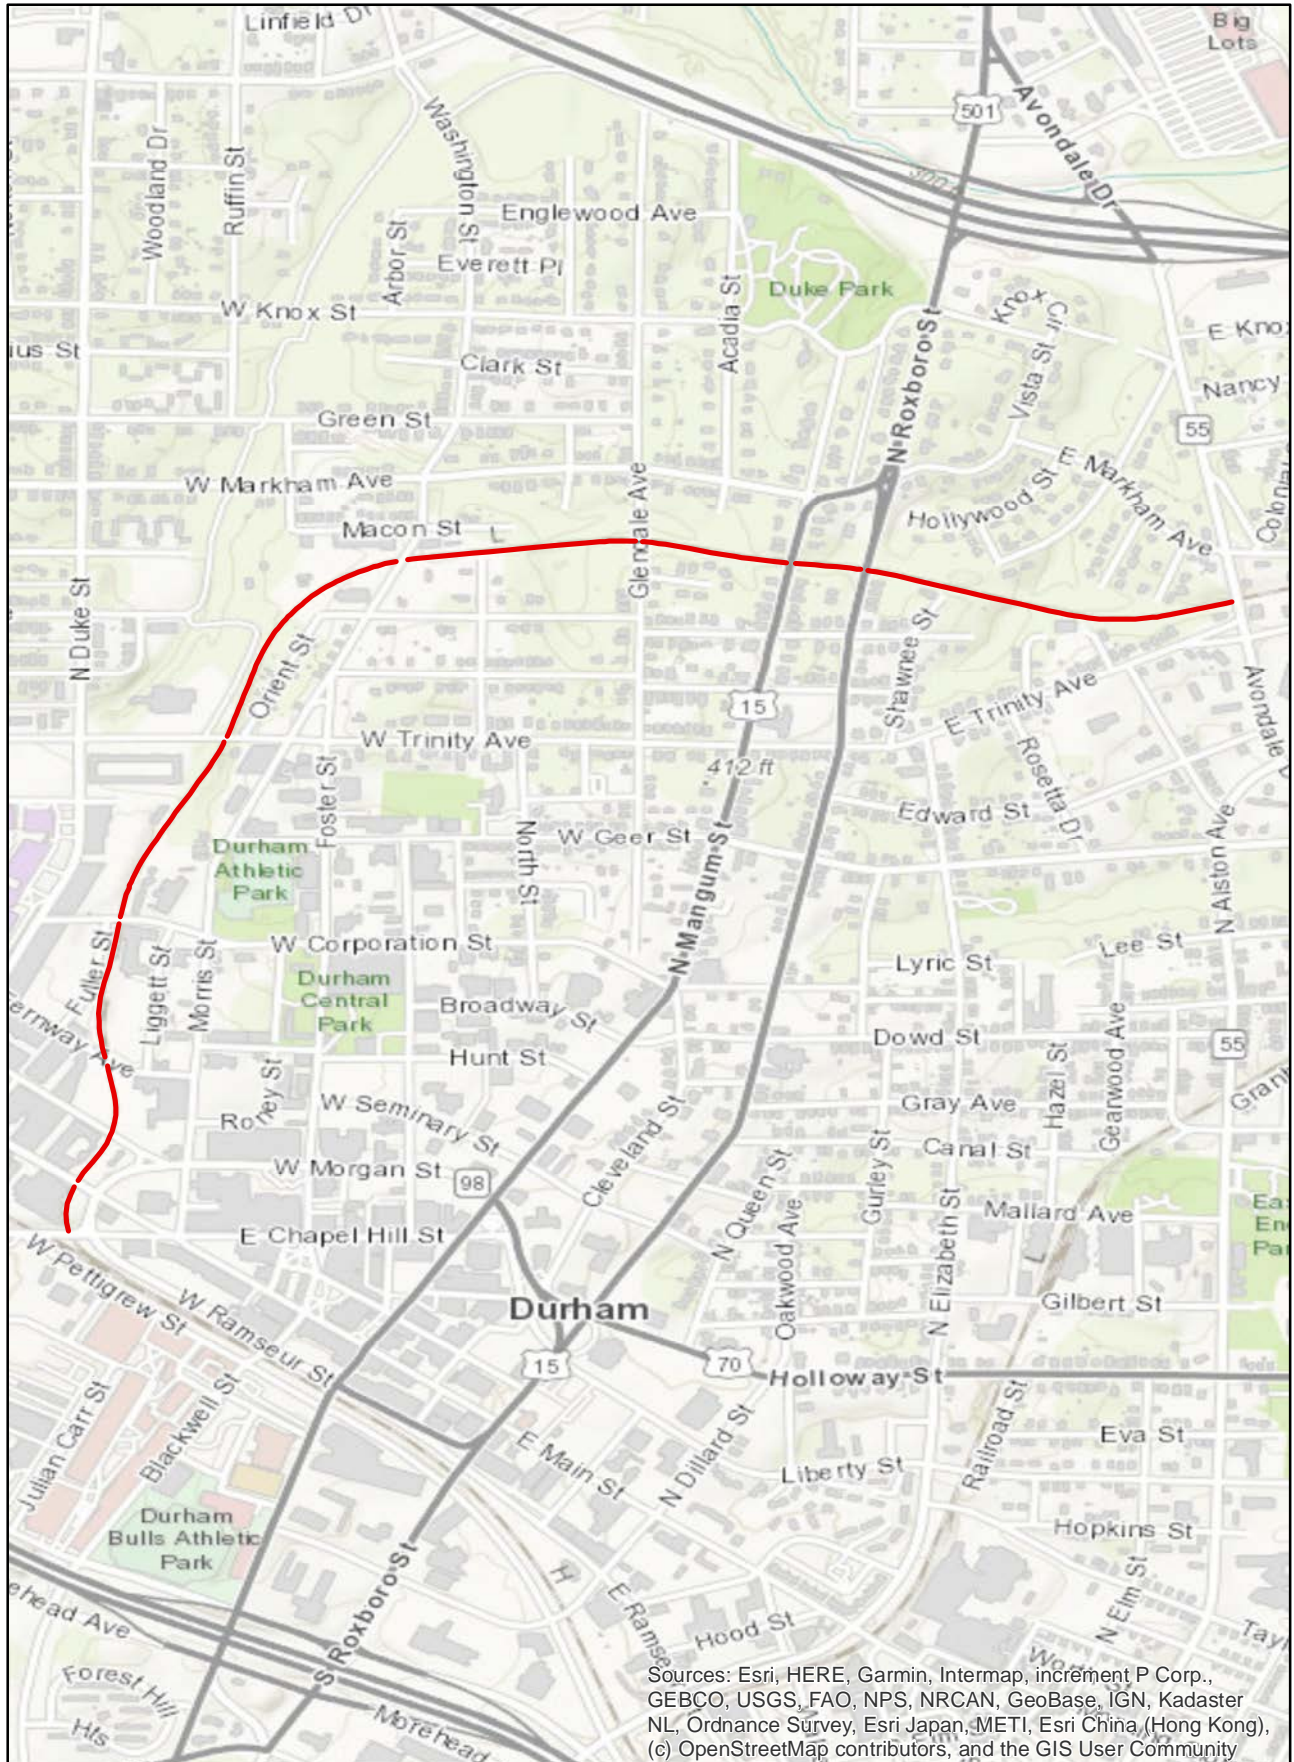 Linfield Dr
Big
Lots
Washington St
501
Avondale Dr
Woodland Dr
Ruffin St
300
Englewood Ave
Arbor St
Everett Pl
Duke Park
W Knox St
Acadia St
Knox Cir
Vista St
E Knox
ius St
Clark St
N Roxboro St
Nancy
Green St
55
W Markham Ave
Glendale Ave
Hollywood St
E Markham Ave
Colonial
Macon St
L
N Duke St
Orient St
Shawnee St
15
E Trinity Ave
Avondale D
W Trinity Ave
412 ft
Rosetta Dr
Foster St
Edward St
North St
W Geer St
Durham
Athletic
Park
N Mangum St
N Alston Ave
Fuller St
Liggett St
Morris St
W Corporation St
Lee St
Lyric St
Durham
Central
Park
Broadway St
Fernway Ave
Dowd St
Hunt St
Hazel St
Gearwood Ave
55
Roney St
W Seminary St
Cleveland St
Gray Ave
Canal St
W Morgan St
98
N Queen St
Gurley St
Oakwood Ave
N Elizabeth St
Mallard Ave
L
E Chapel Hill St
W Pettigrew St
W Ramseur St
Durham
Gilbert St
15
70
Holloway St
Julian Carr St
Blackwell St
E Main St
N Dillard St
Railroad St
Eva St
Liberty St
Durham
Bulls Athletic
Park
Hopkins St
H
N Elm St
ehead Ave
S Roxboro St
E Ramse
Hood St
Forest Hill
Hts
Morehead
Sources: Esri, HERE, Garmin, Intermap, increment P Corp.,
GEBCO, USGS, FAO, NPS, NRCAN, GeoBase, IGN, Kadaster
NL, Ordnance Survey, Esri Japan, METI, Esri China (Hong Kong),
(c) OpenStreetMap contributors, and the GIS User Community